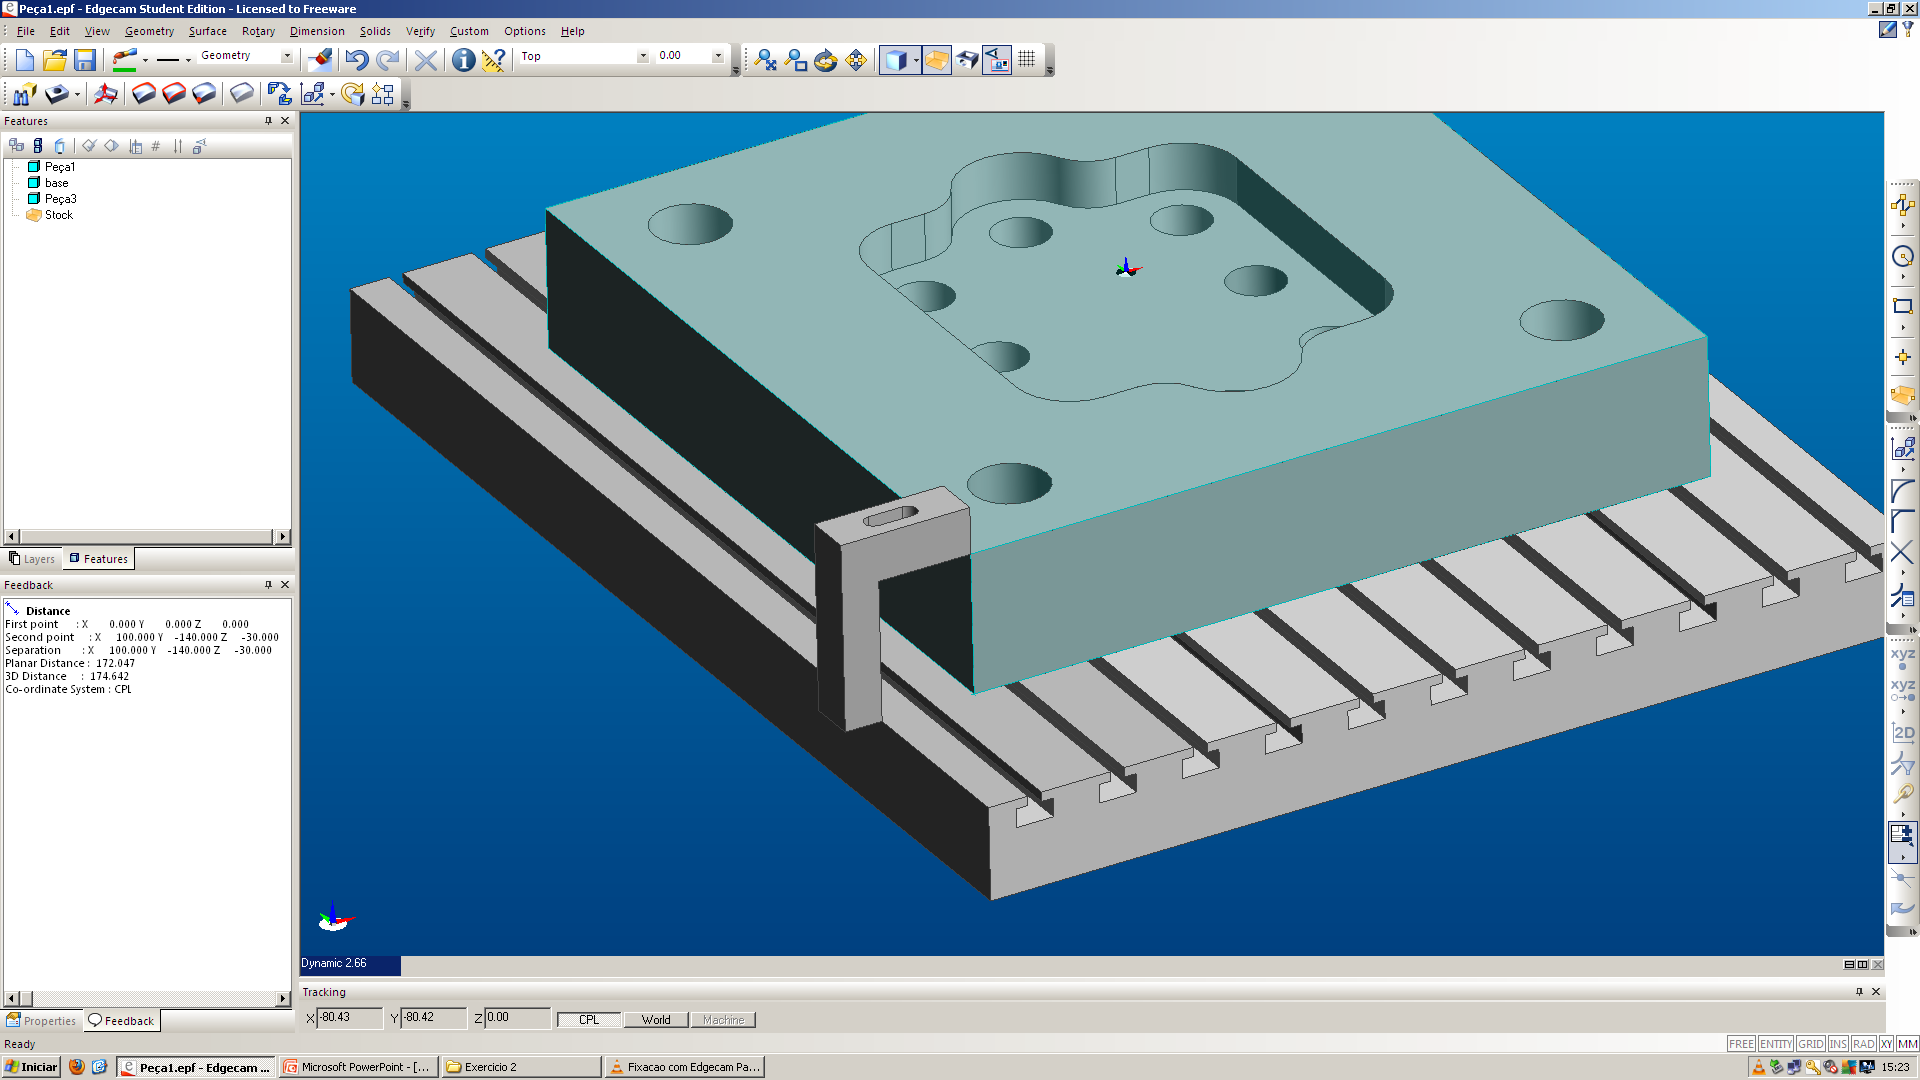 Peça1.epf - Edgecam Student Edition - Licensed to Freeware
File Edit View Geometry Surface Rotary Dimension Solids Verify Custom Options Help
Geometry Top 0.00
Features
Peça1
base
Peça3
Stock
Layers Features
Feedback
Distance
First point : X 0.000 Y 0.000 Z 0.000
Second point : X 100.000 Y -140.000 Z -30.000
Separation : X 100.000 Y -140.000 Z -30.000
Planar Distance : 172.047
3D Distance : 174.642
Co-ordinate System : CPL
Properties Feedback
xyz
xyz
2D
Dynamic 2.66
Tracking
X -80.43 Y -80.42 Z 0.00 CPL World Machine
Ready
FREE ENTITY GRID INS RAD XY MM
Iniciar Peça1.epf - Edgecam ... Microsoft PowerPoint - [... Exercicio 2 Fixacao com Edgecam Pa... 15:23